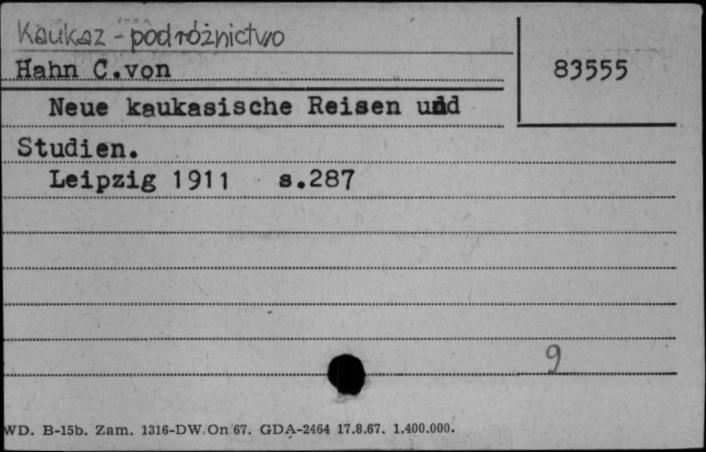 Kaukaz - podróżnictwo
Hahn C.von
83555
Neue kaukasische Reisen und
Studien.
Leipzig 1911 s.287
9
WD. B-15b. Zam. 1316-DW/On 67. GDA-2464 17.8.67. 1.400.000.